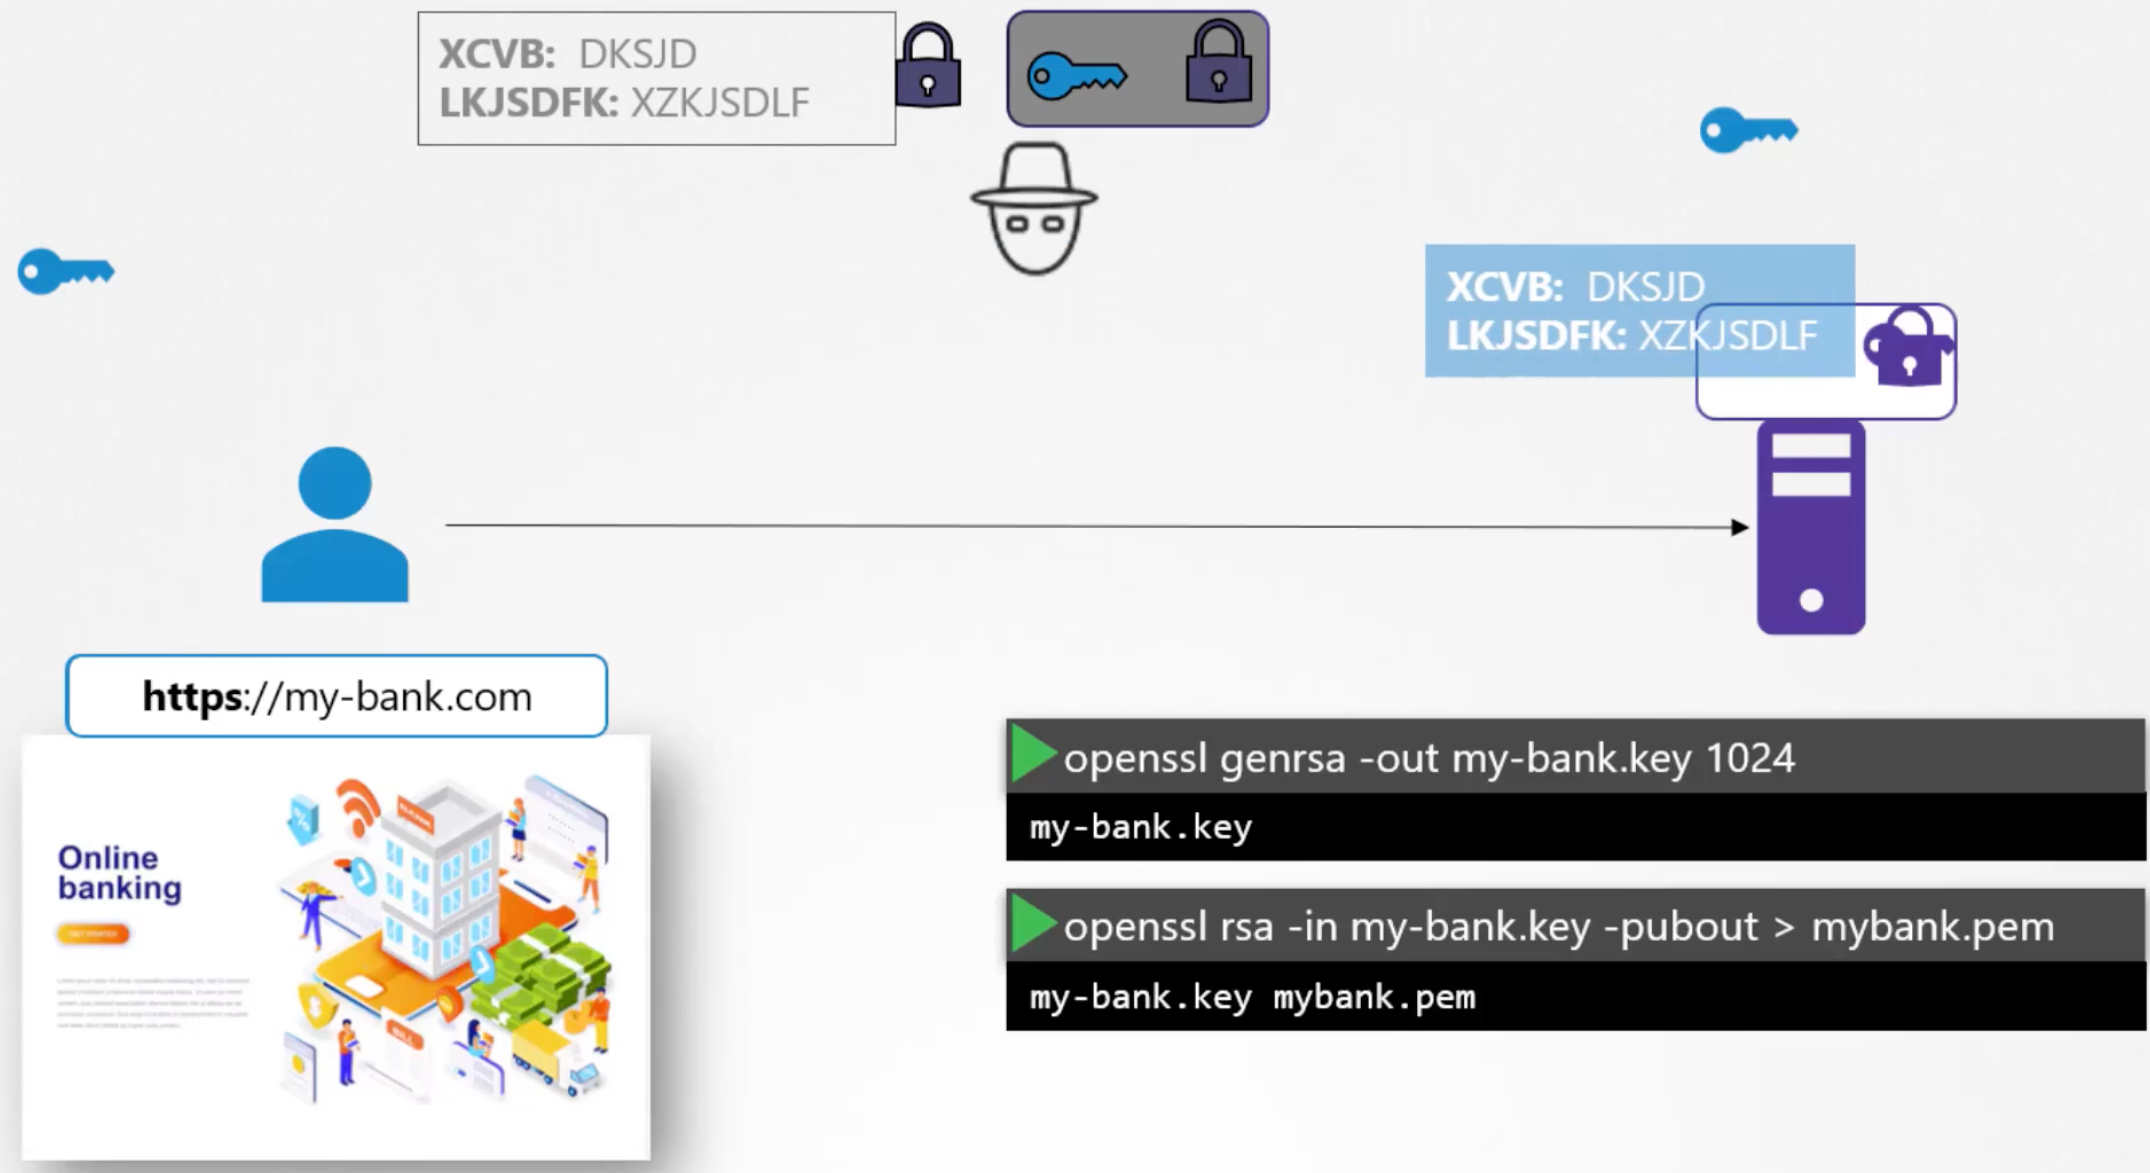 XCVB: DKSJD
LKJSDFK: XZKJSDLF
XCVB: DKSJD
LKJSDFK: XZKJSDLF
https://my-bank.com
Online
banking
BANK
BILL
openssl genrsa -out my-bank.key 1024
my-bank.key
openssl rsa -in my-bank.key -pubout > mybank.pem
my-bank.key mybank.pem